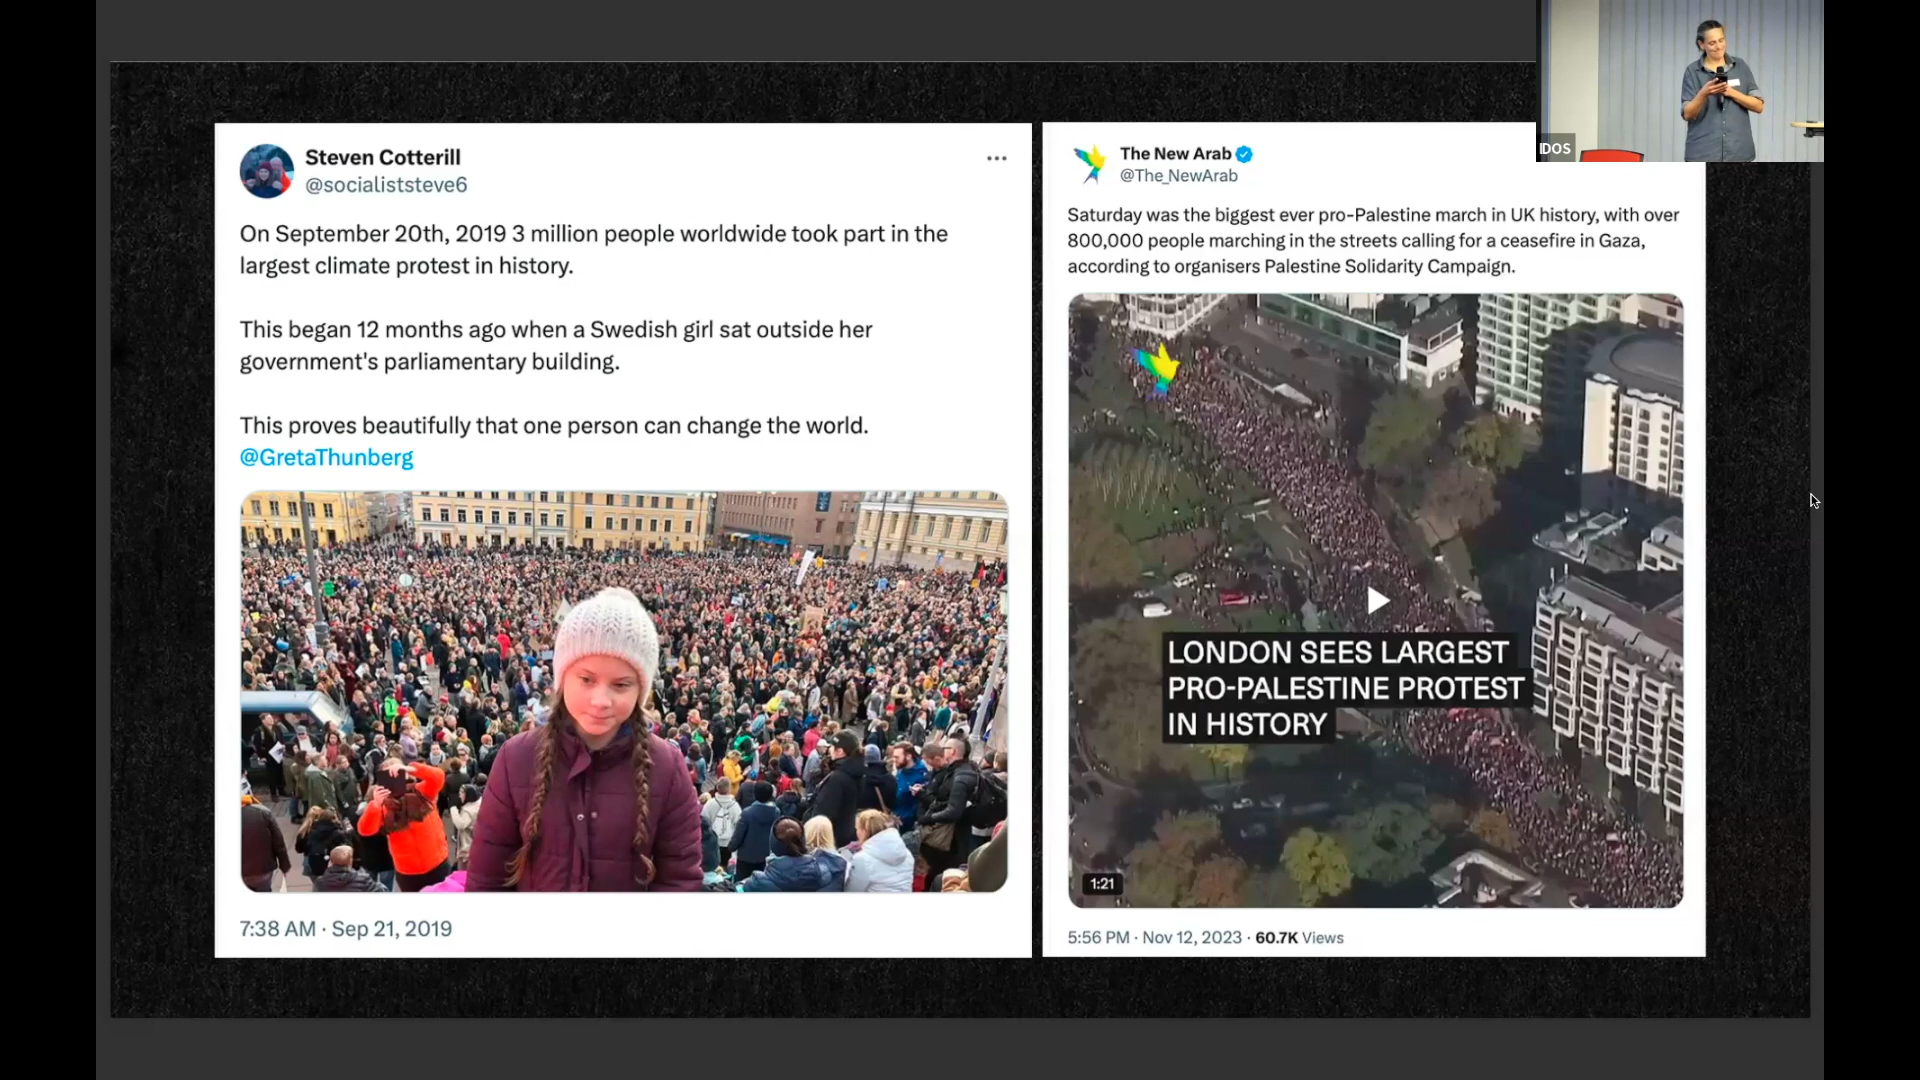 Steven Cotterill
@socialiststeve6
On September 20th, 2019 3 million people worldwide took part in the
largest climate protest in history.
This began 12 months ago when a Swedish girl sat outside her
government's parliamentary building.
This proves beautifully that one person can change the world.
@GretaThunberg
7:38 AM · Sep 21, 2019
The New Arab
@The_NewArab
Saturday was the biggest ever pro-Palestine march in UK history, with over
800,000 people marching in the streets calling for a ceasefire in Gaza,
according to organisers Palestine Solidarity Campaign.
LONDON SEES LARGEST
PRO-PALESTINE PROTEST
IN HISTORY
1:21
5:56 PM · Nov 12, 2023 · 60.7K Views
IDOS